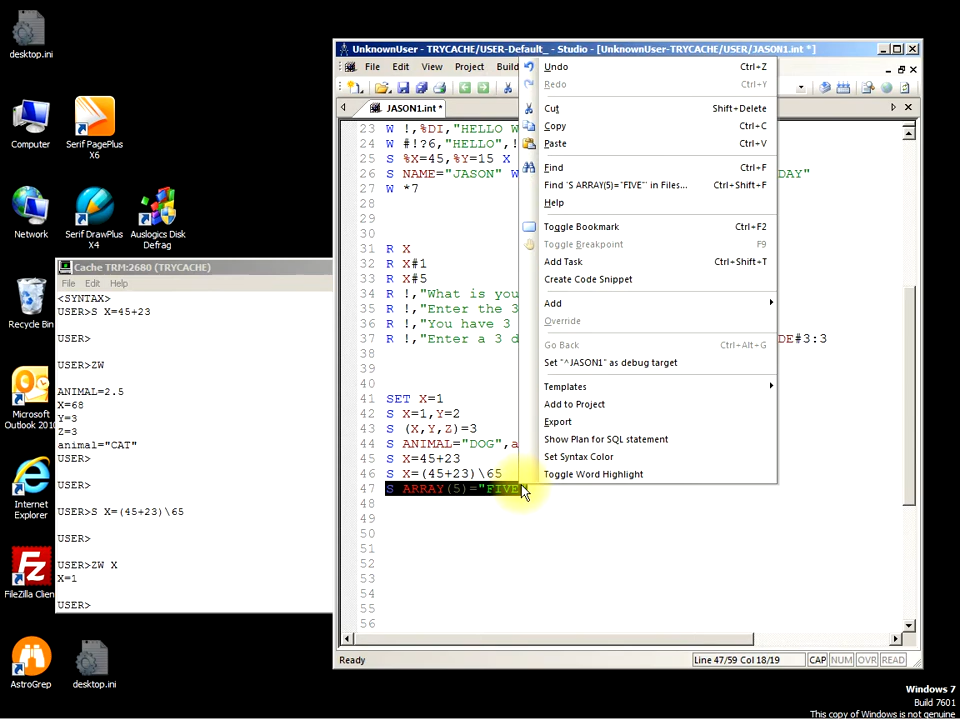 desktop.ini
Computer
Serif PagePlus
X6
Network
Serif DrawPlus
X4
Auslogics Disk
Defrag
Recycle Bin
Microsoft
Outlook 2010
Internet
Explorer
FileZilla Client
AstroGrep
desktop.ini
Cache TRM:2680 (TRYCACHE)
File Edit Help
<SYNTAX>
USER>S X=45+23
USER>
USER>ZW
ANIMAL=2.5
X=68
Y=3
Z=3
animal="CAT"
USER>
USER>
USER>S X=(45+23)\65
USER>
USER>ZW X
X=1
USER>
UnknownUser - TRYCACHE/USER-Default_ - Studio - [UnknownUser-TRYCACHE/USER/JASON1.int *]
File Edit View Project Build
JASON1.int *
23 W !,%DI,"HELLO W
24 W #!?6,"HELLO",!
25 S %X=45,%Y=15 X
26 S NAME="JASON" W DAY"
27 W *7
28
29
30
31 R X
32 R X#1
33 R X#5
34 R !,"What is you
35 R !,"Enter the 3
36 R !,"You have 3
37 R !,"Enter a 3 d DE#3:3
38
39
40
41 SET X=1
42 S X=1,Y=2
43 S (X,Y,Z)=3
44 S ANIMAL="DOG",a
45 S X=45+23
46 S X=(45+23)\65
47 S ARRAY(5)="FIVE"
48
49
50
51
52
53
54
55
56
Undo Ctrl+Z
Redo Ctrl+Y
Cut Shift+Delete
Copy Ctrl+C
Paste Ctrl+V
Find Ctrl+F
Find 'S ARRAY(5)="FIVE"' in Files... Ctrl+Shift+F
Help
Toggle Bookmark Ctrl+F2
Toggle Breakpoint F9
Add Task Ctrl+Shift+T
Create Code Snippet
Add
Override
Go Back Ctrl+Alt+G
Set "^JASON1" as debug target
Templates
Add to Project
Export
Show Plan for SQL statement
Set Syntax Color
Toggle Word Highlight
Ready Line 47/59 Col 18/19 CAP NUM OVR READ
Windows 7
Build 7601
This copy of Windows is not genuine